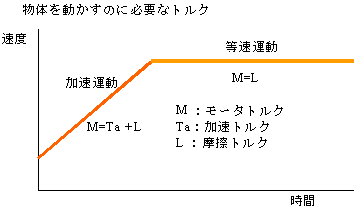 物体を動かすのに必要なトルク
速度
等速運動
加速運動
M=L
M=Ta +L
M ：モータトルク
Ta：加速トルク
L ：摩擦トルク
時間